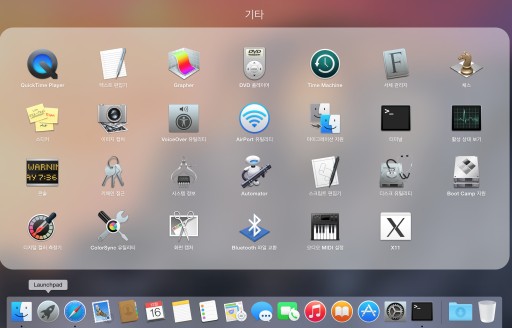 기타
QuickTime Player
텍스트 편집기
Grapher
DVD 플레이어
Time Machine
서체 관리자
체스
스티커
이미지 캡처
VoiceOver 유틸리티
AirPort 유틸리티
마이그레이션 지원
터미널
활성 상태 보기
WARNIN
AY 7:36
콘솔
키체인 접근
시스템 정보
Automator
스크립트 편집기
디스크 유틸리티
Boot Camp 지원
디지털 컬러 측정기
ColorSync 유틸리티
화면 캡처
Bluetooth 파일 교환
오디오 MIDI 설정
X11
Launchpad
16